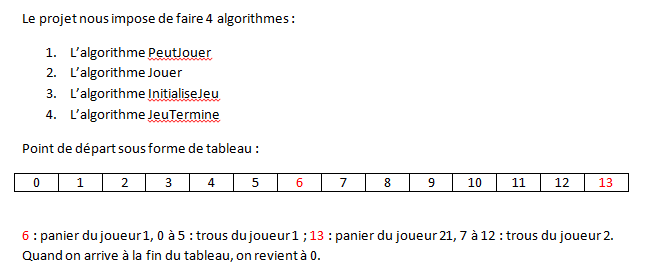 Le projet nous impose de faire 4 algorithmes :
1. L'algorithme PeutJouer
2. L'algorithme Jouer
3. L'algorithme InitialiseJeu
4. L'algorithme JeuTermine
Point de départ sous forme de tableau :
0 1 2 3 4 5 6 7 8 9 10 11 12 13
6 : panier du joueur 1, 0 à 5 : trous du joueur 1 ; 13 : panier du joueur 21, 7 à 12 : trous du joueur 2.
Quand on arrive à la fin du tableau, on revient à 0.